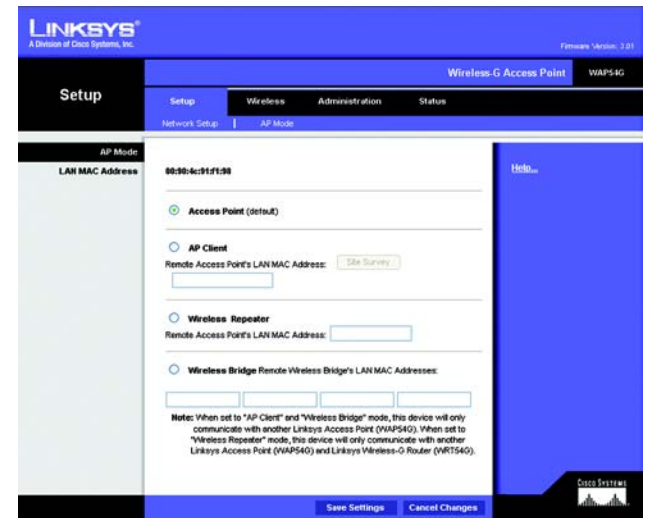 LINKSYS®
A Division of Cisco Systems, Inc.
Firmware Version: 3.01
Wireless-G Access Point WAP54G
Setup
Setup Wireless Administration Status
Network Setup | AP Mode
AP Mode
LAN MAC Address
00:90:4c:91:f1:98
Help...
Access Point (default)
AP Client
Remote Access Point's LAN MAC Address: Site Survey
Wireless Repeater
Remote Access Point's LAN MAC Address:
Wireless Bridge Remote Wireless Bridge's LAN MAC Addresses:
Note: When set to "AP Client" and "Wireless Bridge" mode, this device will only
communicate with another Linksys Access Point (WAP54G). When set to
"Wireless Repeater" mode, this device will only communicate with another
Linksys Access Point (WAP54G) and Linksys Wireless-G Router (WRT54G).
Save Settings Cancel Changes
CISCO SYSTEMS